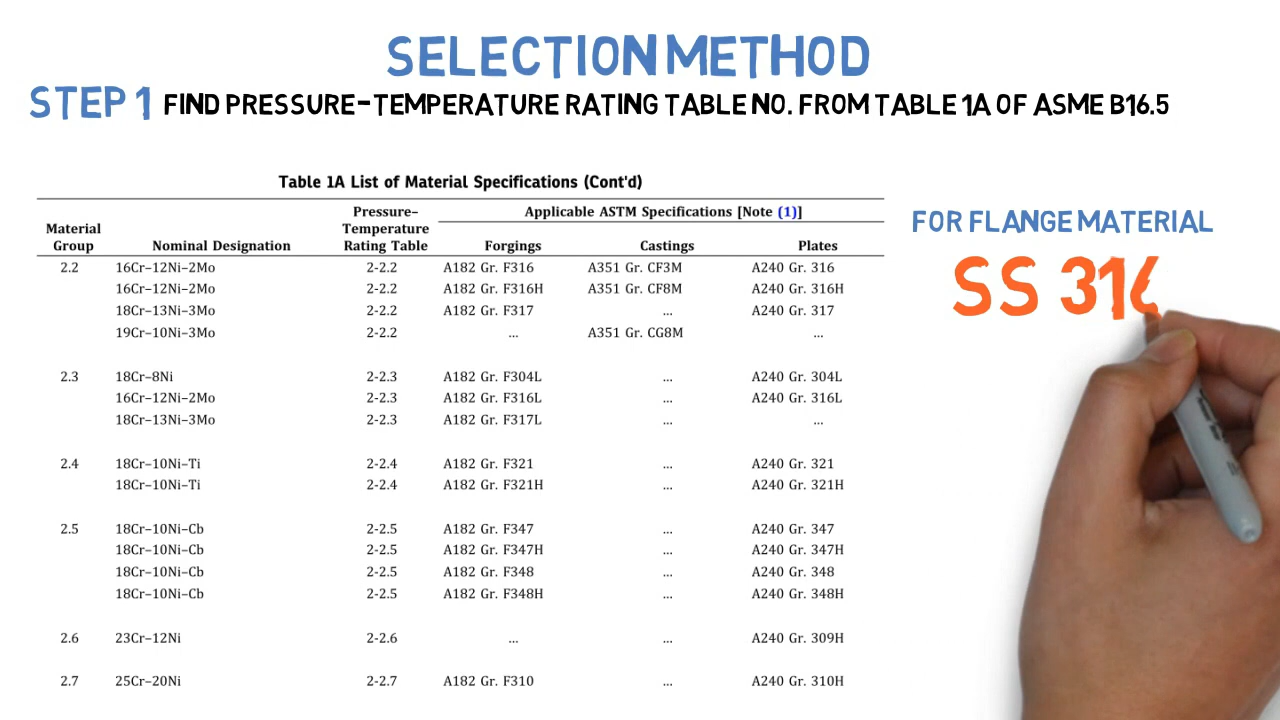 SELECTION METHOD
STEP 1 FIND PRESSURE-TEMPERATURE RATING TABLE NO. FROM TABLE 1A OF ASME B16.5
Table 1A List of Material Specifications (Cont'd)
Material Group Nominal Designation Pressure–Temperature Rating Table Applicable ASTM Specifications [Note (1)]
Forgings Castings Plates
2.2 16Cr–12Ni–2Mo 2-2.2 A182 Gr. F316 A351 Gr. CF3M A240 Gr. 316
16Cr–12Ni–2Mo 2-2.2 A182 Gr. F316H A351 Gr. CF8M A240 Gr. 316H
18Cr–13Ni–3Mo 2-2.2 A182 Gr. F317 ... A240 Gr. 317
19Cr–10Ni–3Mo 2-2.2 ... A351 Gr. CG8M ...
2.3 18Cr–8Ni 2-2.3 A182 Gr. F304L ... A240 Gr. 304L
16Cr–12Ni–2Mo 2-2.3 A182 Gr. F316L ... A240 Gr. 316L
18Cr–13Ni–3Mo 2-2.3 A182 Gr. F317L ... ...
2.4 18Cr–10Ni–Ti 2-2.4 A182 Gr. F321 ... A240 Gr. 321
18Cr–10Ni–Ti 2-2.4 A182 Gr. F321H ... A240 Gr. 321H
2.5 18Cr–10Ni–Cb 2-2.5 A182 Gr. F347 ... A240 Gr. 347
18Cr–10Ni–Cb 2-2.5 A182 Gr. F347H ... A240 Gr. 347H
18Cr–10Ni–Cb 2-2.5 A182 Gr. F348 ... A240 Gr. 348
18Cr–10Ni–Cb 2-2.5 A182 Gr. F348H ... A240 Gr. 348H
2.6 23Cr–12Ni 2-2.6 ... ... A240 Gr. 309H
2.7 25Cr–20Ni 2-2.7 A182 Gr. F310 ... A240 Gr. 310H
FOR FLANGE MATERIAL
SS 316